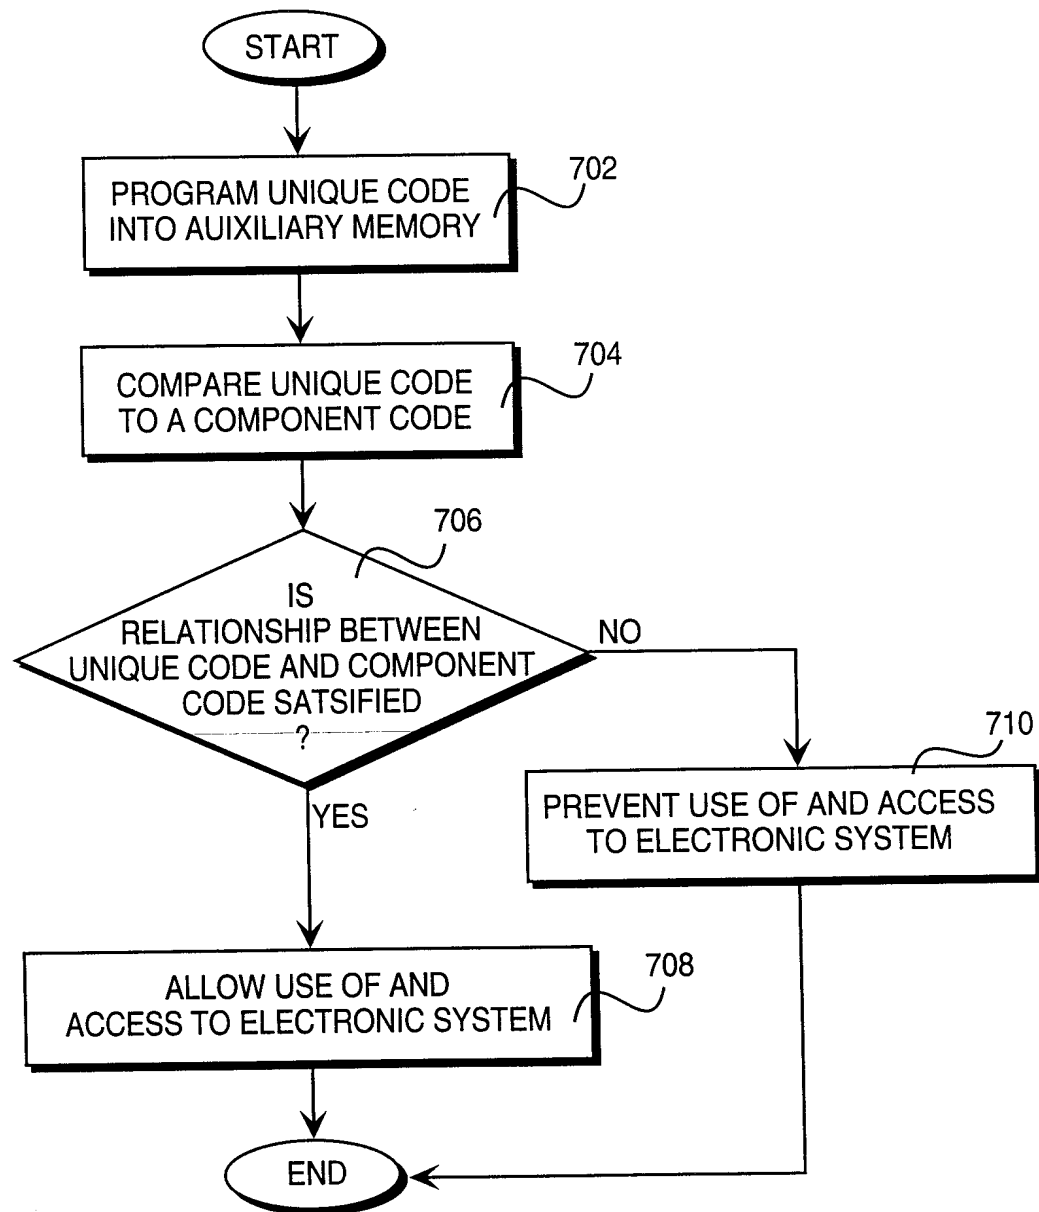 START
702
PROGRAM UNIQUE CODE
INTO AUIXILIARY MEMORY
704
COMPARE UNIQUE CODE
TO A COMPONENT CODE
706
IS
RELATIONSHIP BETWEEN
UNIQUE CODE AND COMPONENT
CODE SATSIFIED
?
NO
YES
710
PREVENT USE OF AND ACCESS
TO ELECTRONIC SYSTEM
708
ALLOW USE OF AND
ACCESS TO ELECTRONIC SYSTEM
END